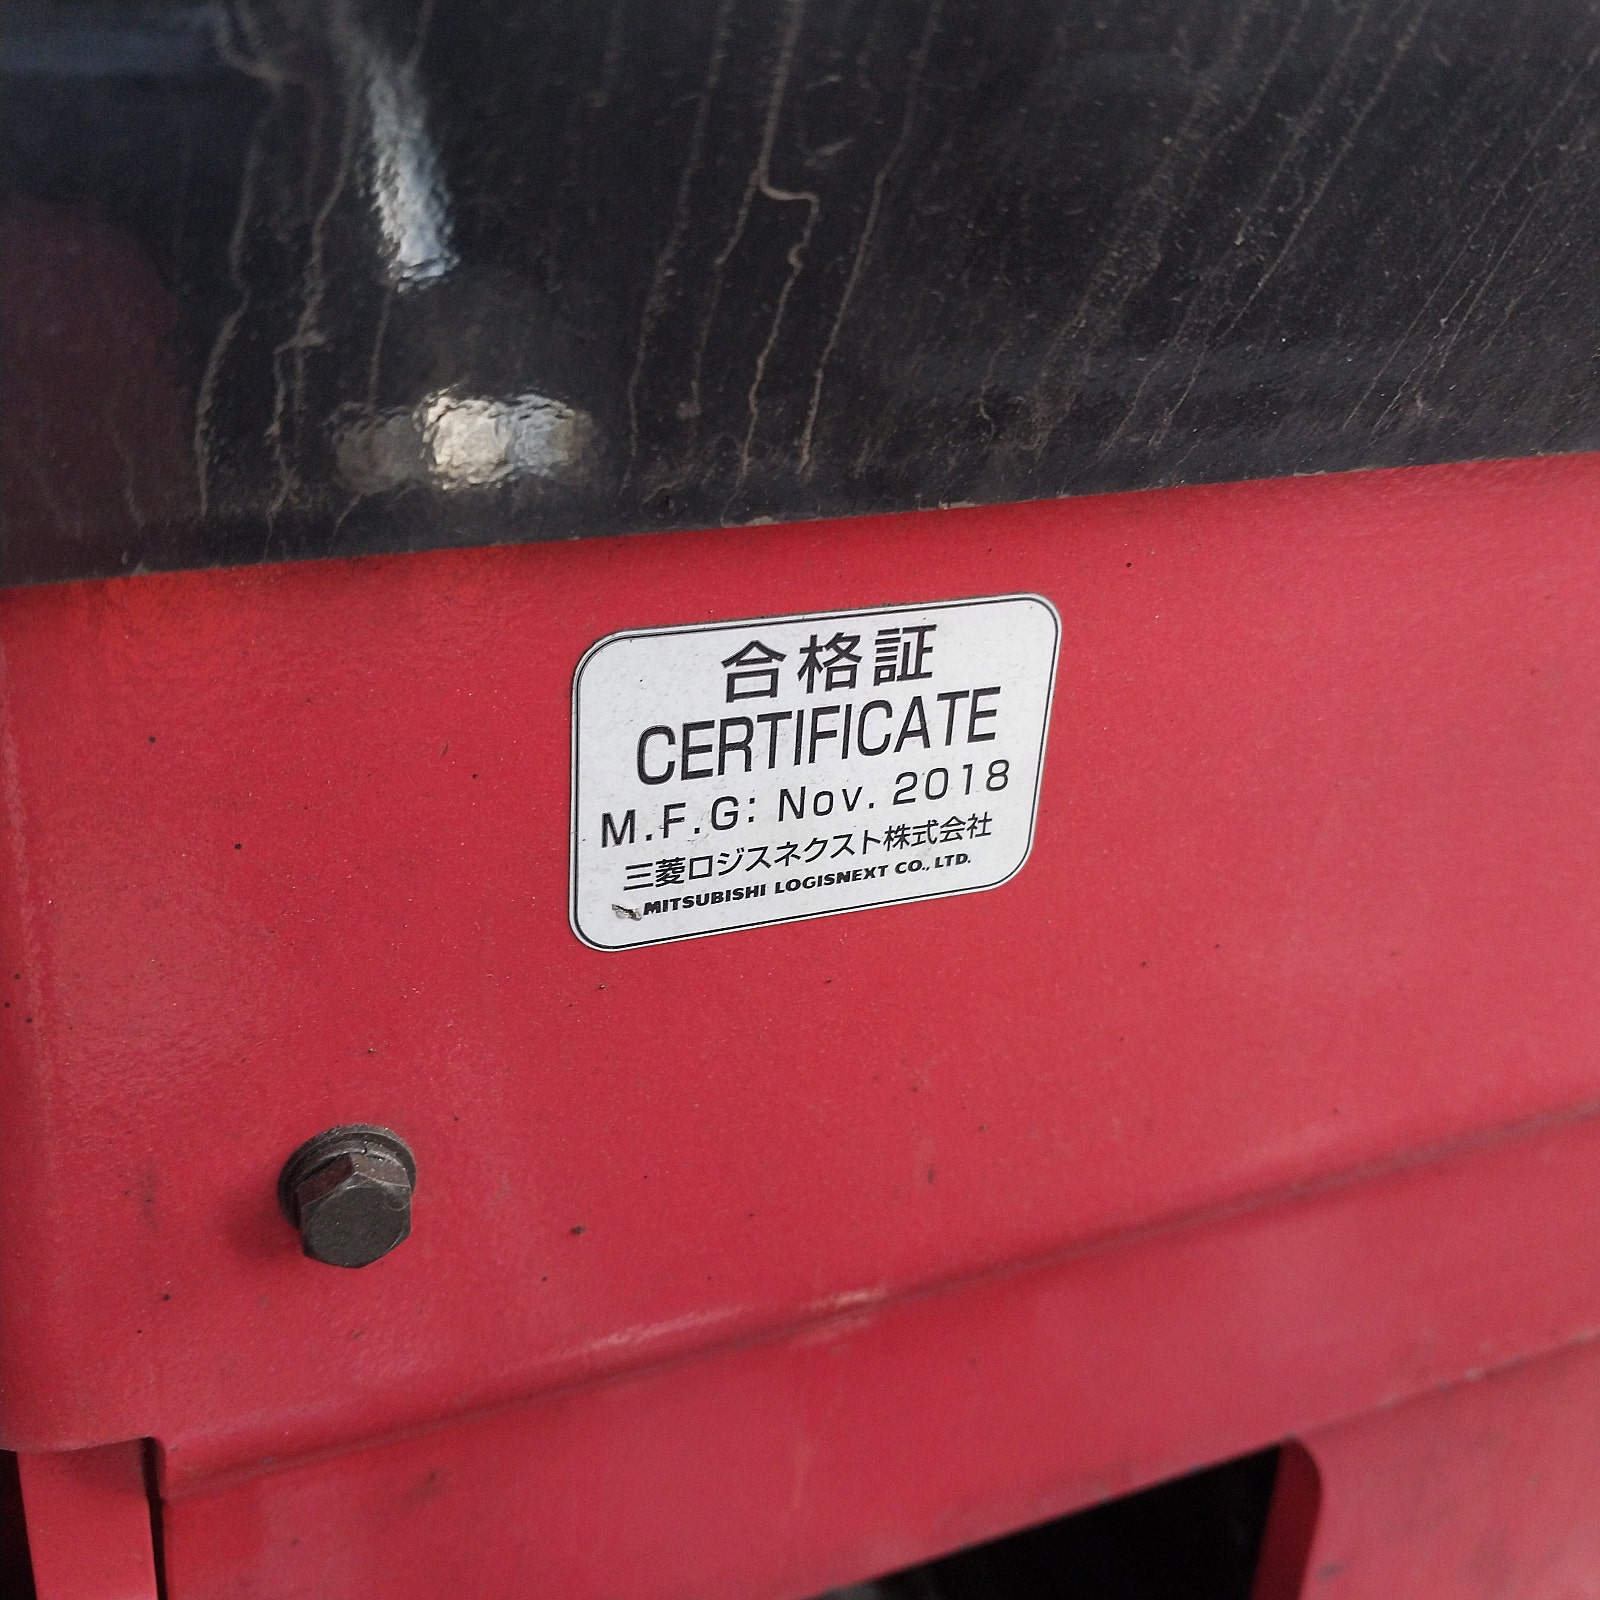 合格証
CERTIFICATE
M.F.G: Nov. 2018
三菱ロジスネクスト株式会社
MITSUBISHI LOGISNEXT CO., LTD.